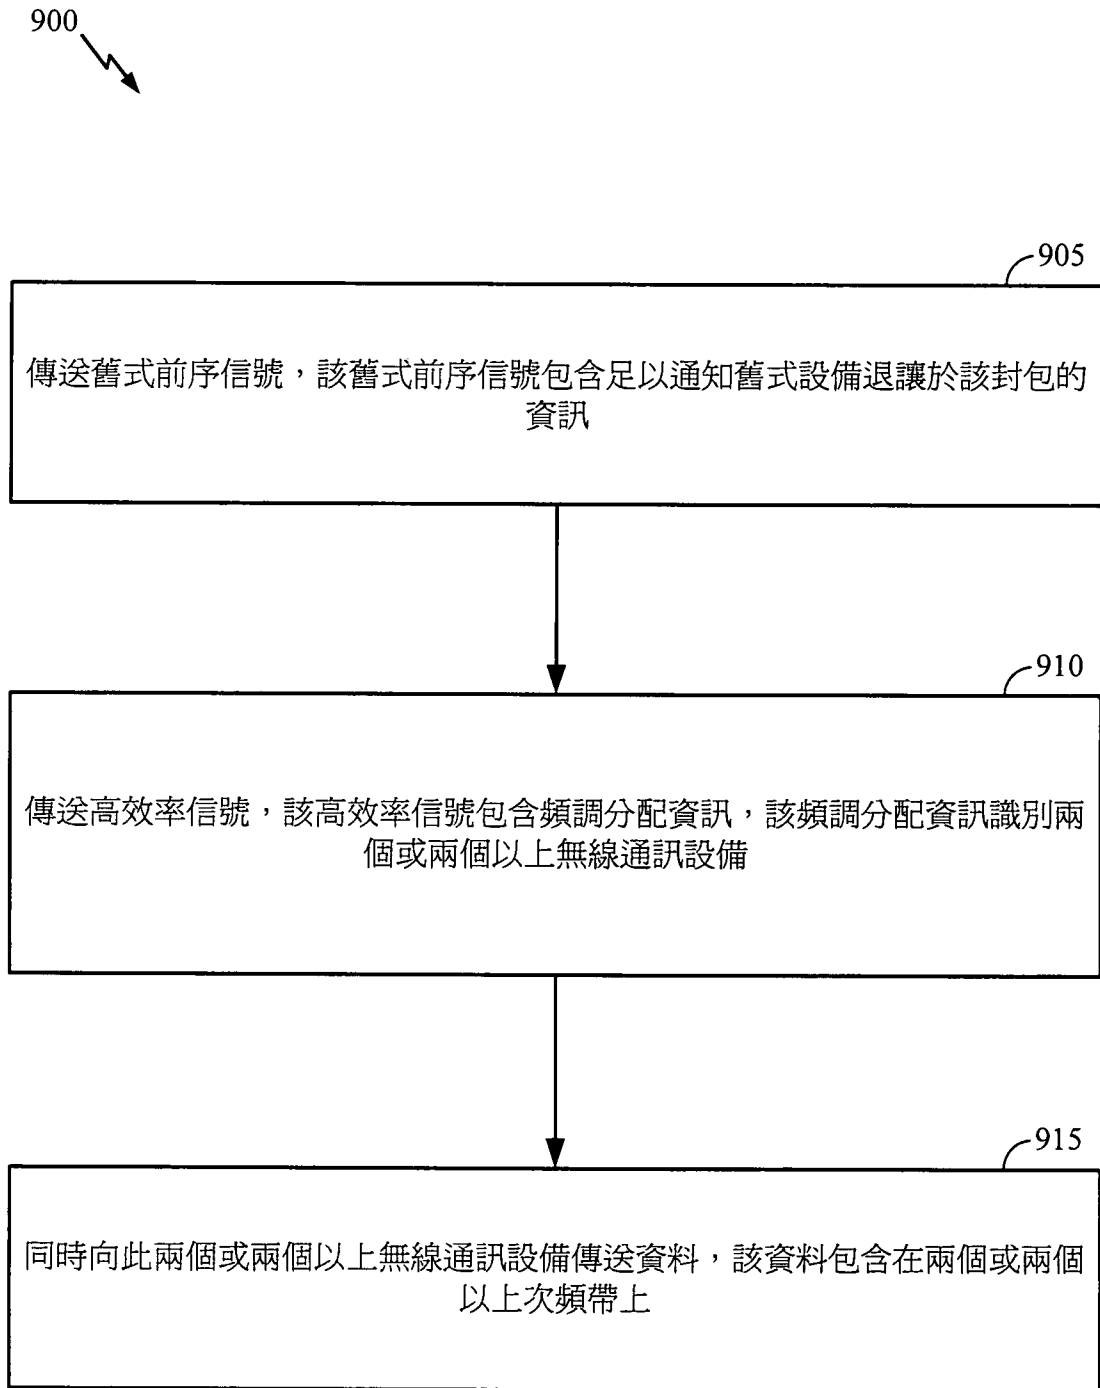 900
905
傳送舊式前序信號，該舊式前序信號包含足以通知舊式設備退讓於該封包的
資訊
910
傳送高效率信號，該高效率信號包含頻調分配資訊，該頻調分配資訊識別兩
個或兩個以上無線通訊設備
915
同時向此兩個或兩個以上無線通訊設備傳送資料，該資料包含在兩個或兩個
以上次頻帶上